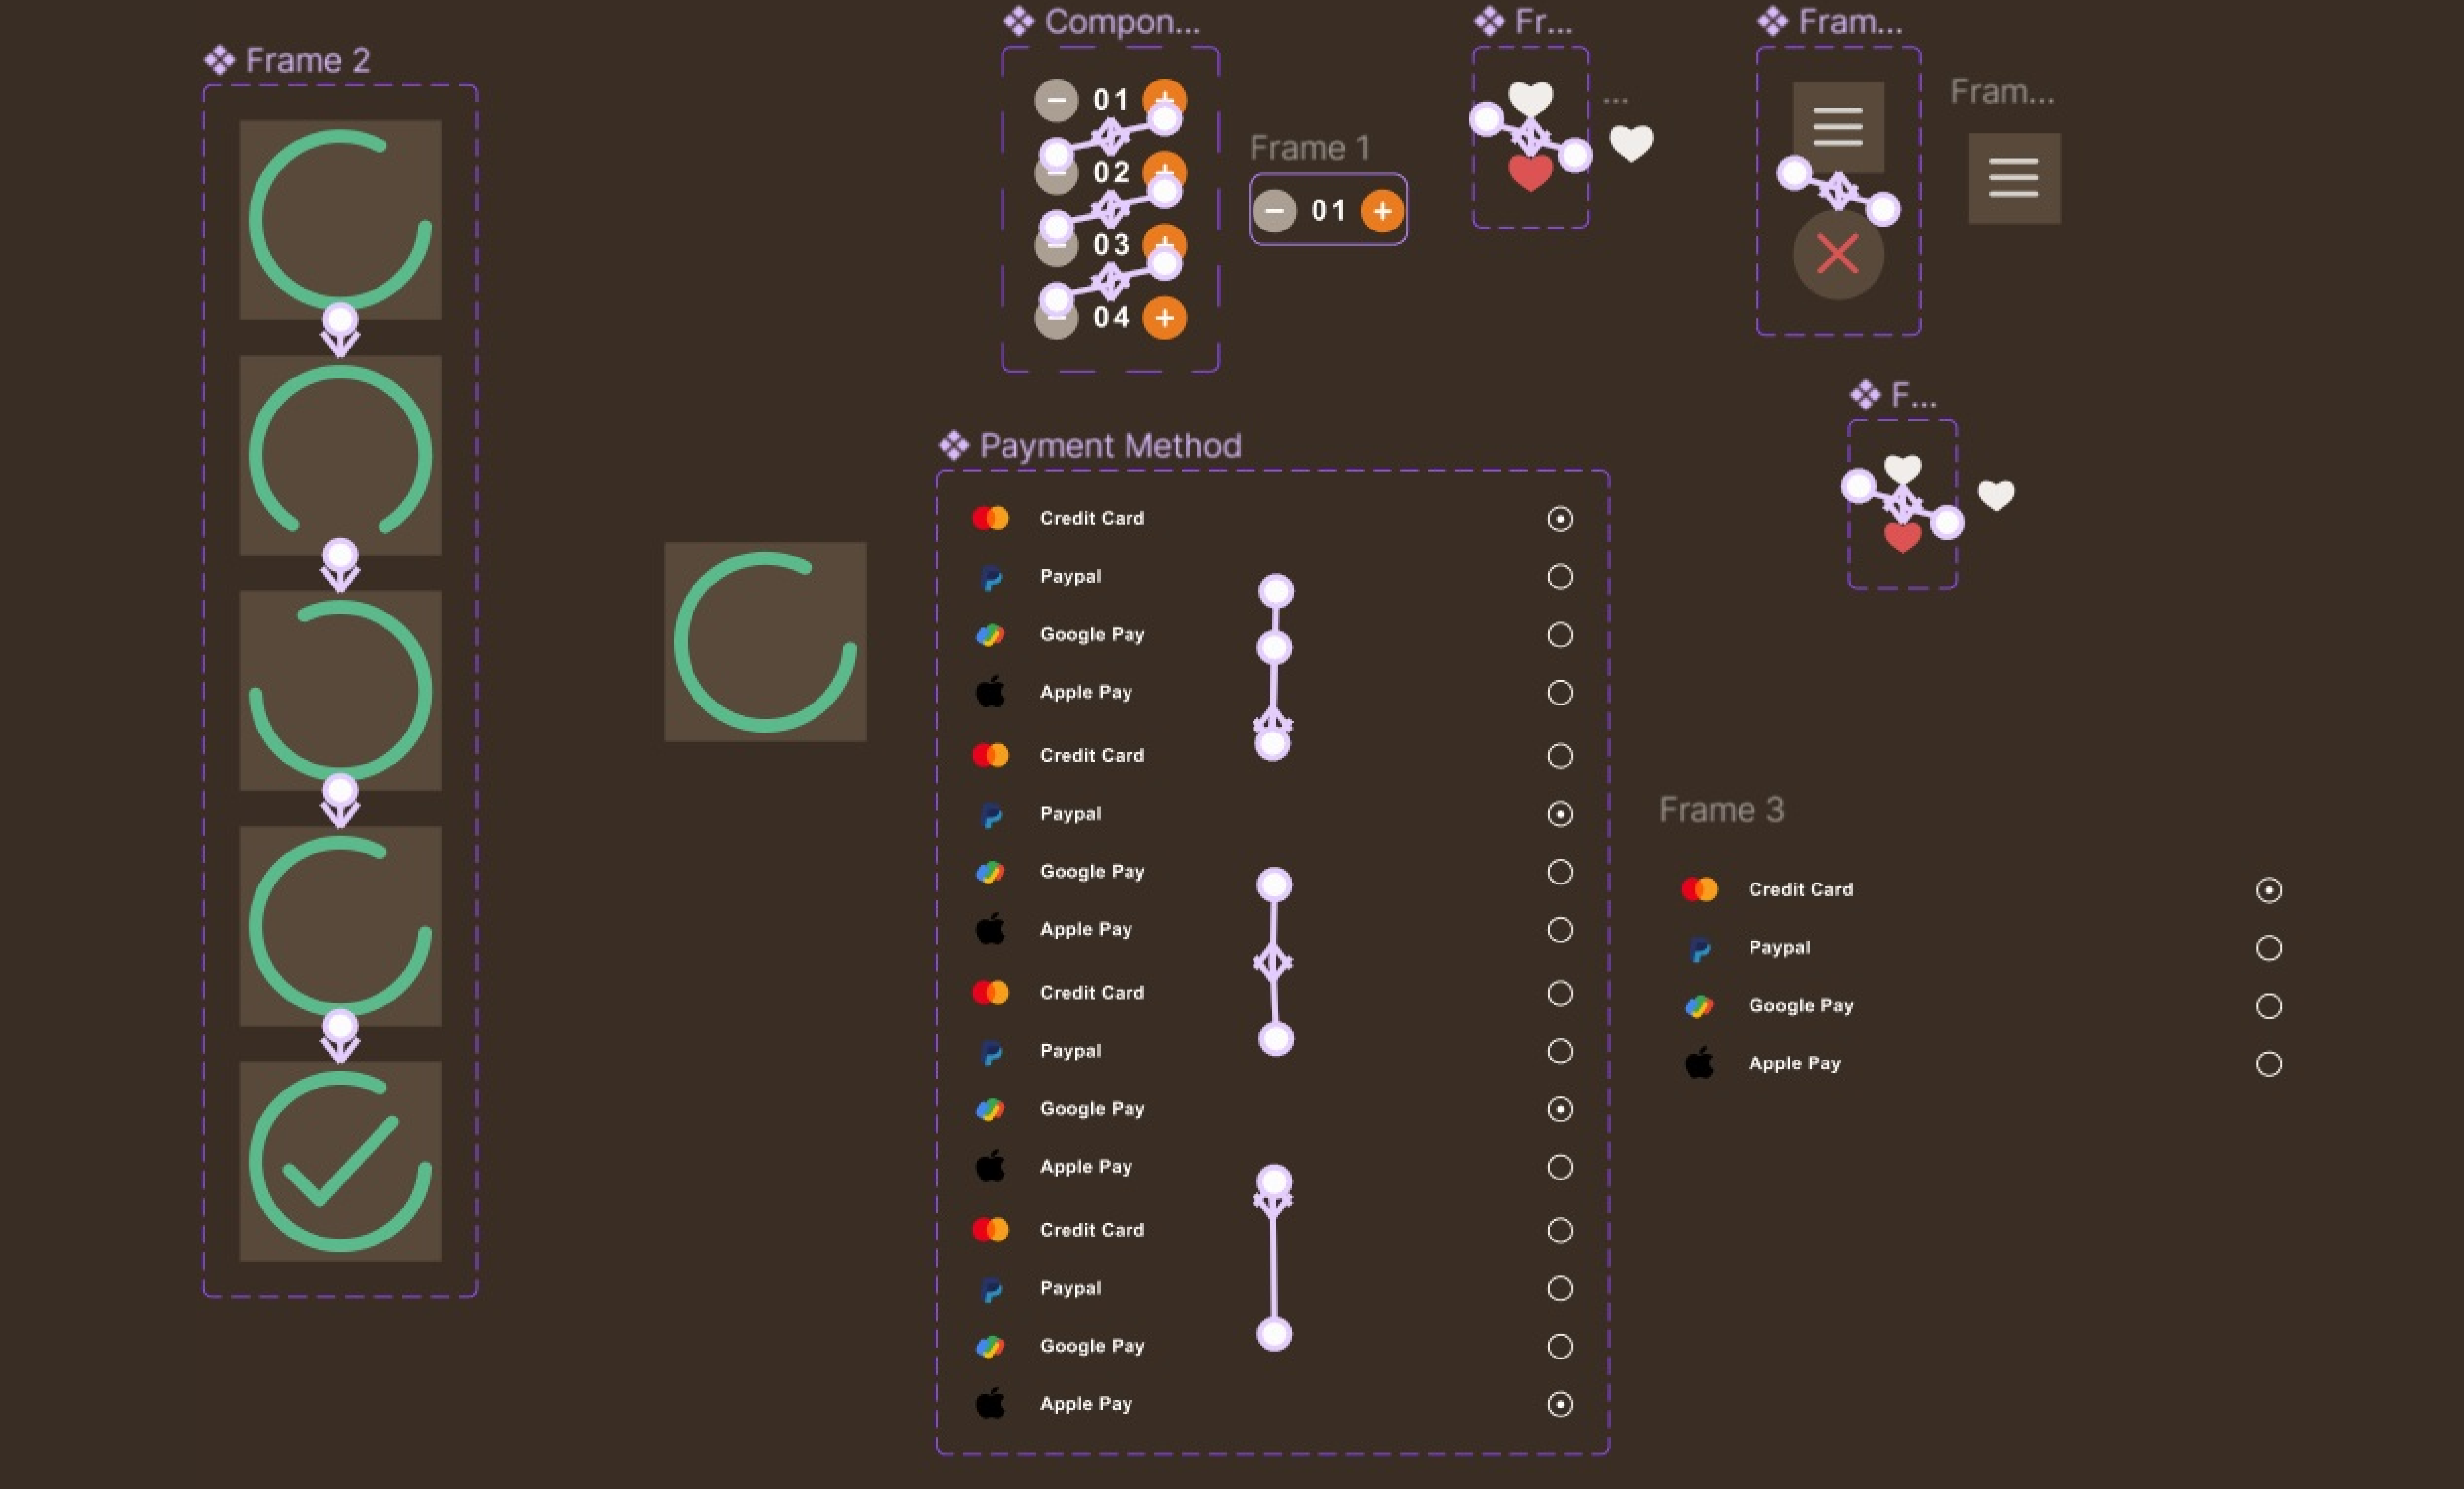 Frame 2
Compon...
01
02
03
04
Frame 1
01
Fr...
...
Fram...
Fram...
F...
Payment Method
Credit Card
Paypal
Google Pay
Apple Pay
Credit Card
Paypal
Google Pay
Apple Pay
Credit Card
Paypal
Google Pay
Apple Pay
Credit Card
Paypal
Google Pay
Apple Pay
Frame 3
Credit Card
Paypal
Google Pay
Apple Pay